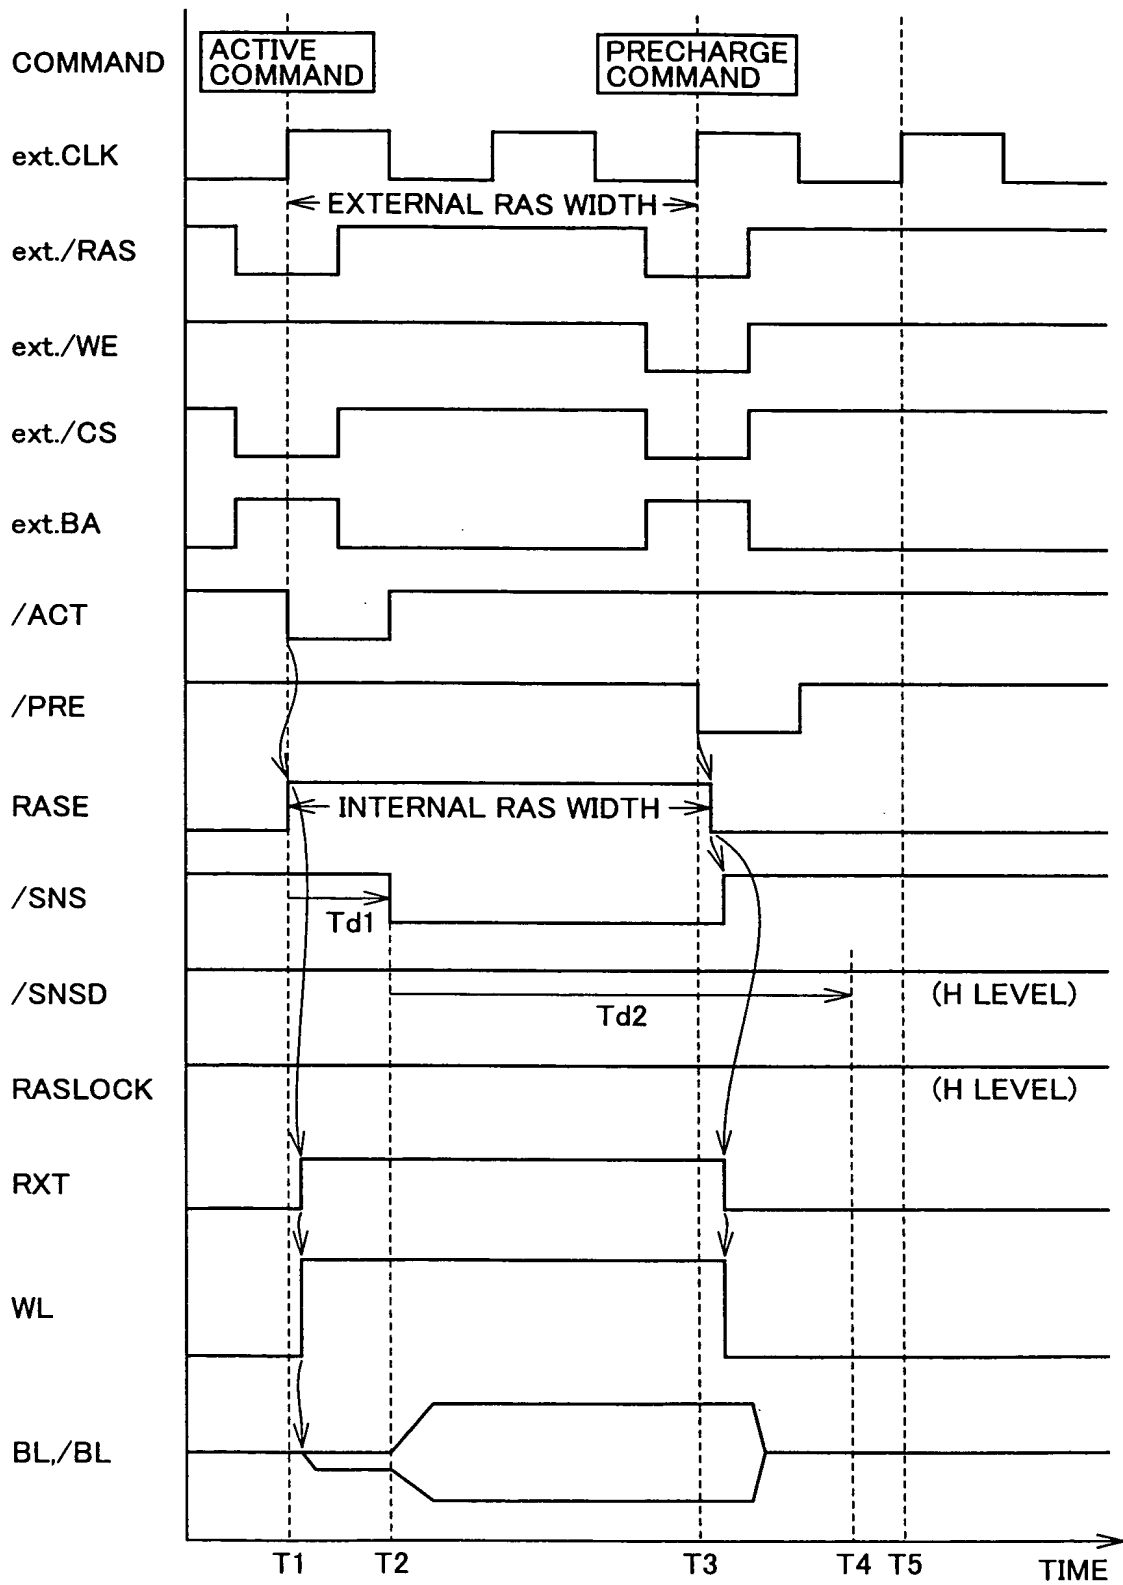 COMMAND
ACTIVE
COMMAND
PRECHARGE
COMMAND
ext.CLK
EXTERNAL RAS WIDTH
ext./RAS
ext./WE
ext./CS
ext.BA
/ACT
/PRE
RASE
INTERNAL RAS WIDTH
/SNS
Td1
/SNSD
Td2
(H LEVEL)
RASLOCK
(H LEVEL)
RXT
WL
BL,/BL
T1 T2 T3 T4 T5
TIME